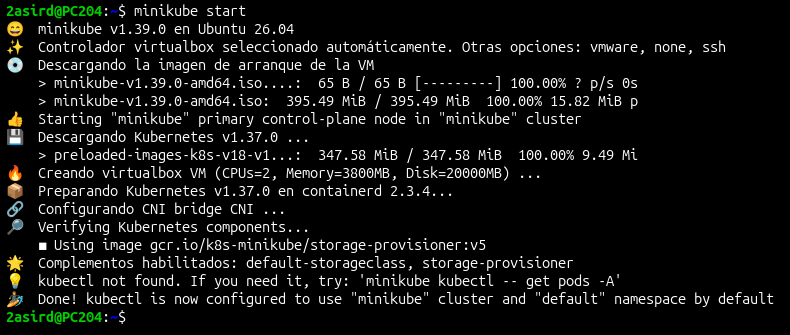 2asird@PC204:~$ minikube start
😄 minikube v1.39.0 en Ubuntu 26.04
✨ Controlador virtualbox seleccionado automáticamente. Otras opciones: vmware, none, ssh
💿 Descargando la imagen de arranque de la VM
> minikube-v1.39.0-amd64.iso....: 65 B / 65 B [---------] 100.00% ? p/s 0s
> minikube-v1.39.0-amd64.iso: 395.49 MiB / 395.49 MiB 100.00% 15.82 MiB p
👍 Starting "minikube" primary control-plane node in "minikube" cluster
💾 Descargando Kubernetes v1.37.0 ...
> preloaded-images-k8s-v18-v1...: 347.58 MiB / 347.58 MiB 100.00% 9.49 Mi
🔥 Creando virtualbox VM (CPUs=2, Memory=3800MB, Disk=20000MB) ...
📦 Preparando Kubernetes v1.37.0 en containerd 2.3.4...
🔗 Configurando CNI bridge CNI ...
🔎 Verifying Kubernetes components...
▪ Using image gcr.io/k8s-minikube/storage-provisioner:v5
🌟 Complementos habilitados: default-storageclass, storage-provisioner
💡 kubectl not found. If you need it, try: 'minikube kubectl -- get pods -A'
🎉 Done! kubectl is now configured to use "minikube" cluster and "default" namespace by default
2asird@PC204:~$